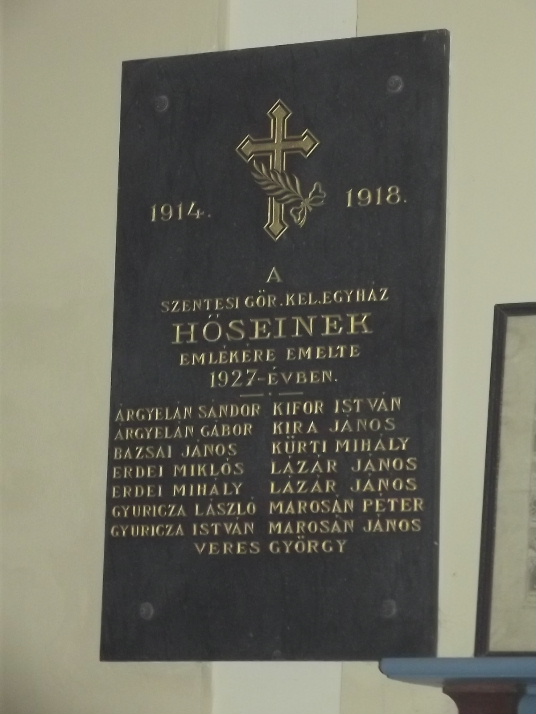 1914. 1918.
A
SZENTESI GÖR. KEL. EGYHÁZ
HŐSEINEK
EMLÉKÉRE EMELTE
1927-ÉVBEN.
ÁRGYELÁN SÁNDOR KIFOR ISTVÁN
ÁRGYELÁN GÁBOR KIRA JÁNOS
BAZSAI JÁNOS KÜRTI MIHÁLY
ERDEI MIKLÓS LÁZÁR JÁNOS
ERDEI MIHÁLY LÁZÁR JÁNOS
GYURICZA LÁSZLÓ MAROSÁN PÉTER
GYURICZA ISTVÁN MAROSÁN JÁNOS
VERES GYÖRGY